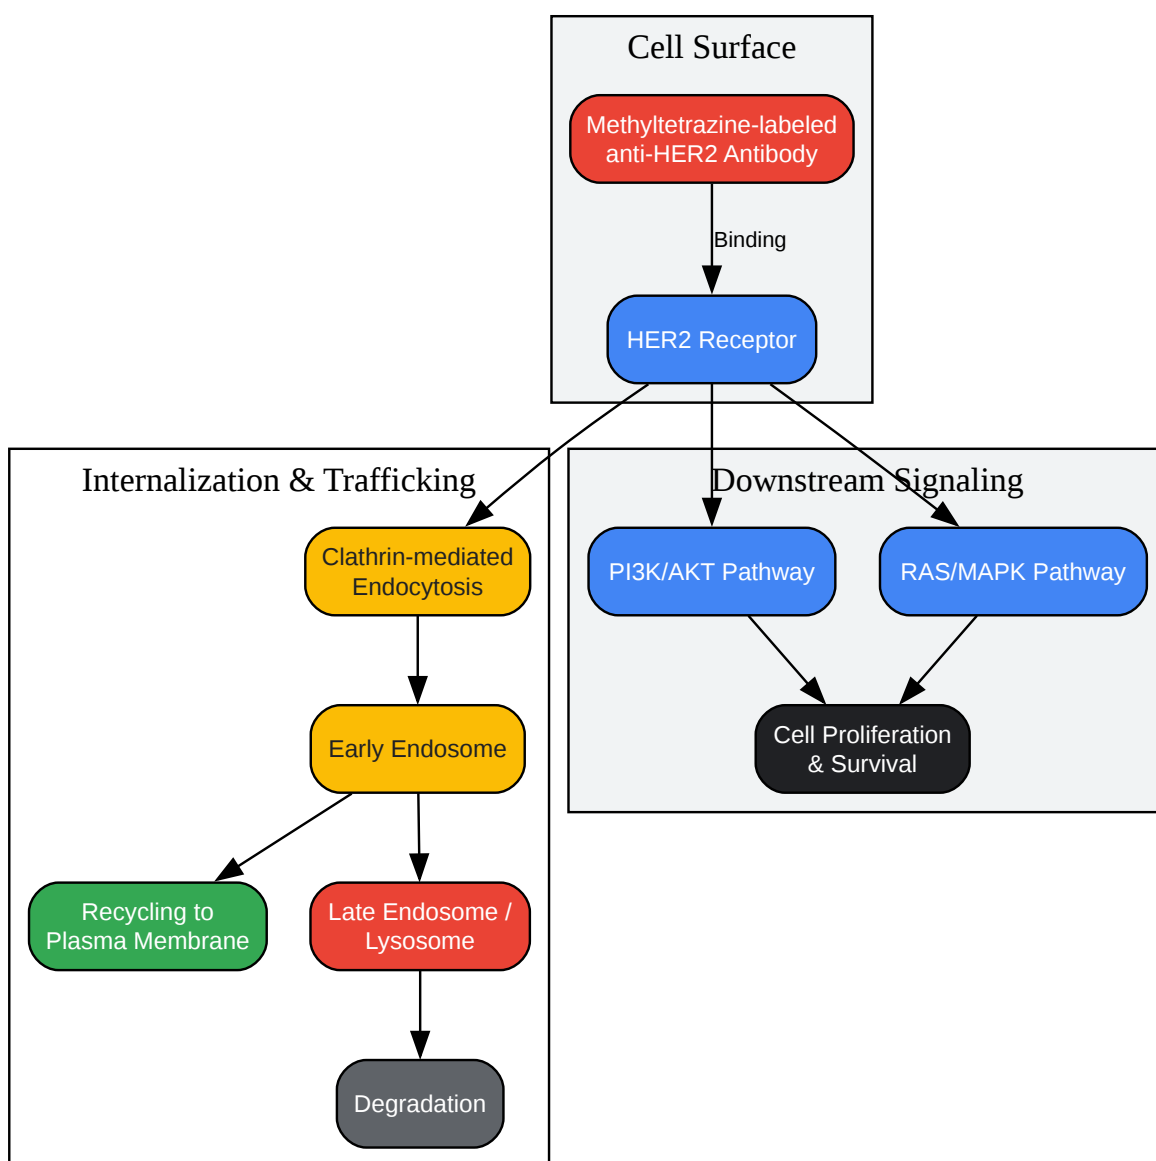 Cell Surface
Methyltetrazine-labeled
anti-HER2 Antibody
Binding
HER2 Receptor
Internalization & Trafficking
Clathrin-mediated
Endocytosis
Early Endosome
Recycling to
Plasma Membrane
Late Endosome /
Lysosome
Degradation
Downstream Signaling
PI3K/AKT Pathway
RAS/MAPK Pathway
Cell Proliferation
& Survival